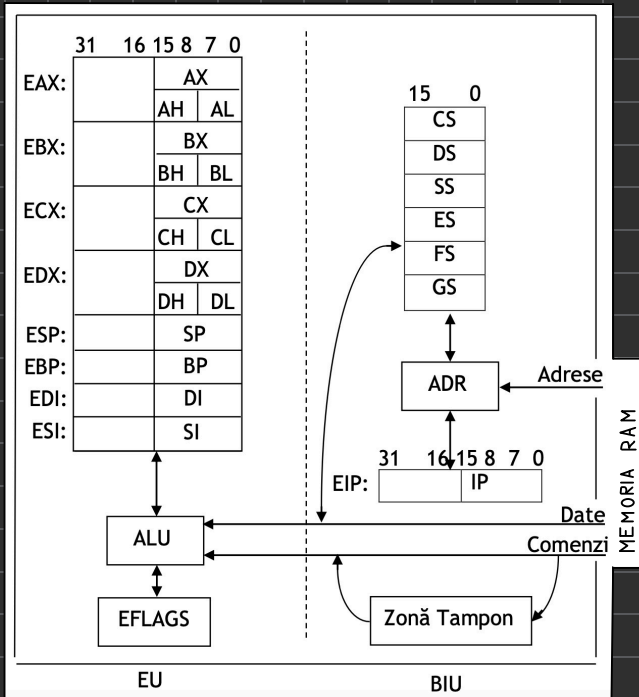 31 16 15 8 7 0
EAX:
AX
AH AL
EBX:
BX
BH BL
ECX:
CX
CH CL
EDX:
DX
DH DL
ESP: SP
EBP: BP
EDI: DI
ESI: SI
ALU
EFLAGS
EU
15 0
CS
DS
SS
ES
FS
GS
ADR
Adrese
31 16 15 8 7 0
EIP: IP
Date
Comenzi
Zonă Tampon
BIU
MEMORIA RAM